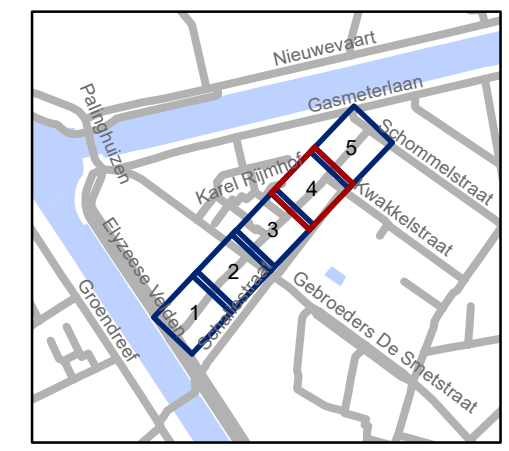 Nieuwevaart
Palinghuizen
Gasmeterlaan
Schommelstraat
5
Karel Rijmhof
4
Kwakkelstraat
3
Elyzeese Velden
2
Groendreef
Gebroeders De Smetstraat
1